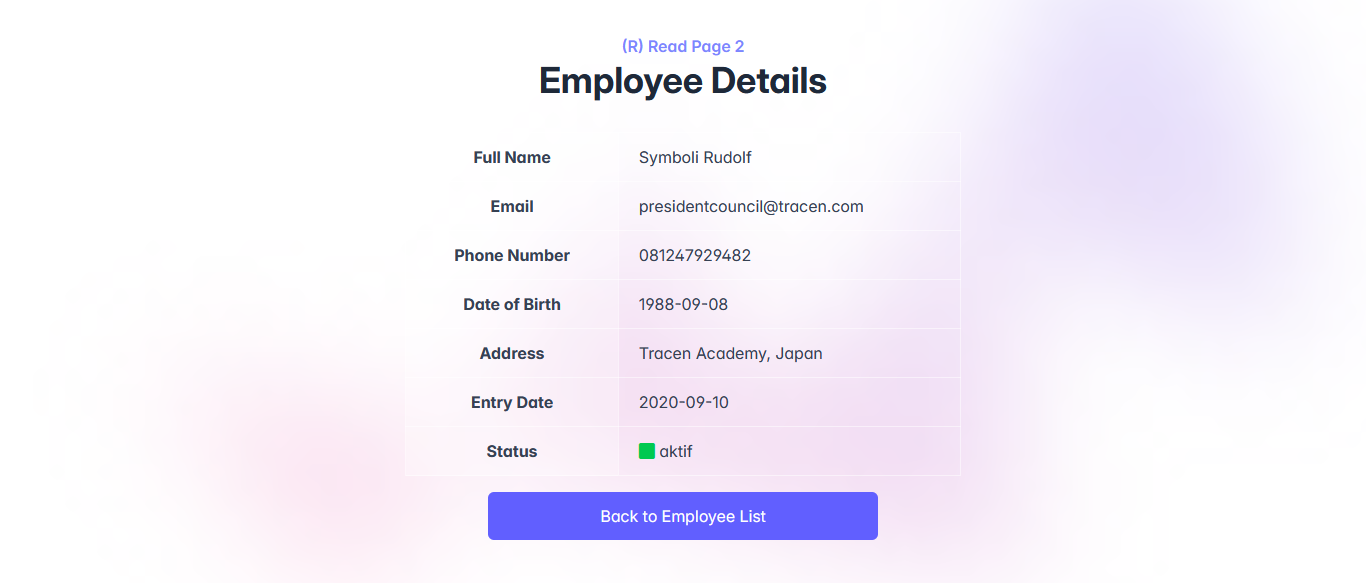 (R) Read Page 2
Employee Details
Full Name Symboli Rudolf
Email presidentcouncil@tracen.com
Phone Number 081247929482
Date of Birth 1988-09-08
Address Tracen Academy, Japan
Entry Date 2020-09-10
Status aktif
Back to Employee List